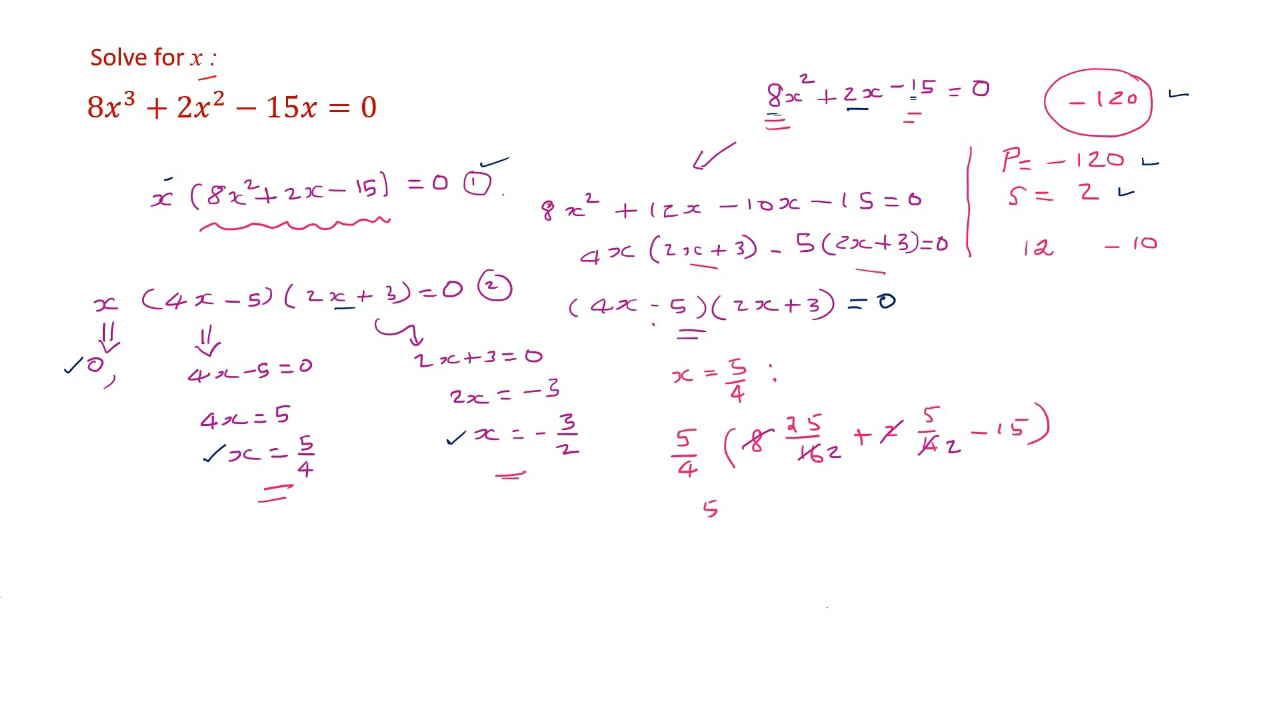 Solve for x :
8x³ + 2x² − 15x = 0
x (8x² + 2x − 15) = 0 ①
x (4x − 5)(2x + 3) = 0 ②
0,
4x − 5 = 0
4x = 5
x = 5/4
2x + 3 = 0
2x = −3
x = −3/2
8x² + 2x − 15 = 0
−120
8x² + 12x − 10x − 15 = 0
4x (2x + 3) − 5(2x + 3) = 0
(4x − 5)(2x + 3) = 0
P = −120
S = 2
12 −10
x = 5/4 :
5/4 (8 25/16 2 + 2 5/4 2 − 15)
5